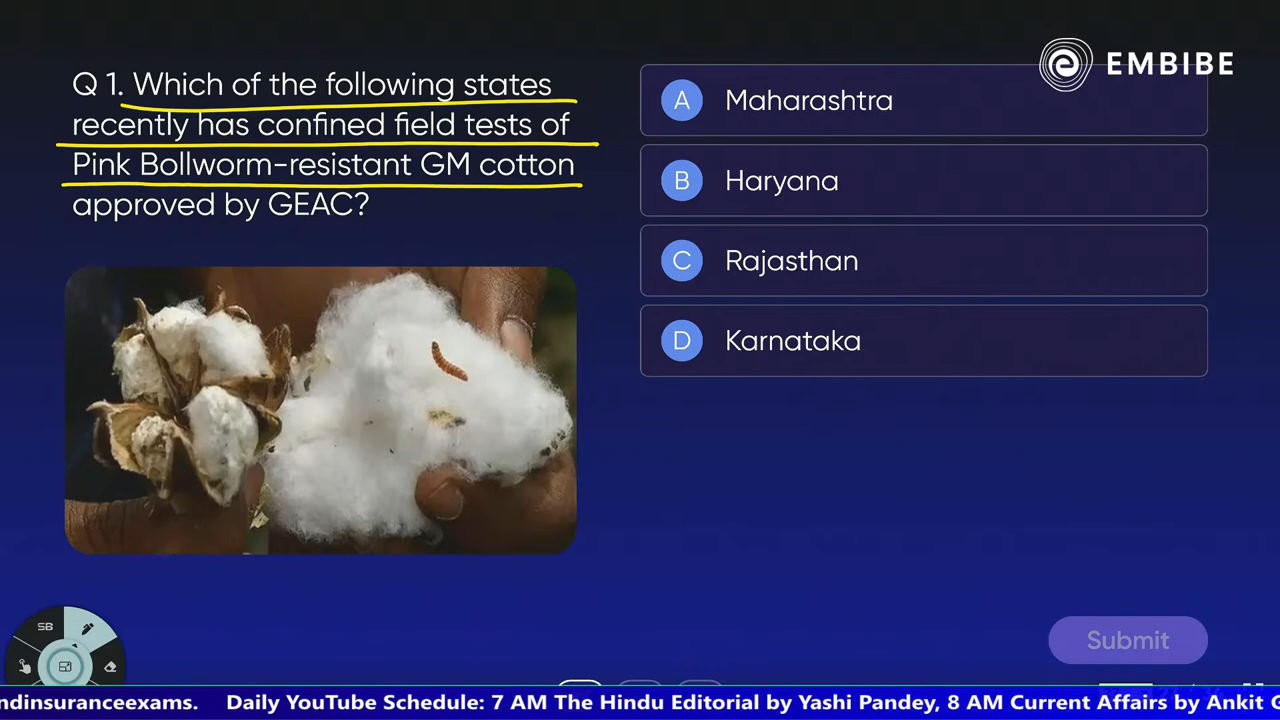 Q 1. Which of the following states
recently has confined field tests of
Pink Bollworm-resistant GM cotton
approved by GEAC?
EMBIBE
A Maharashtra
B Haryana
C Rajasthan
D Karnataka
Submit
SB
ndinsuranceexams. Daily YouTube Schedule: 7 AM The Hindu Editorial by Yashi Pandey, 8 AM Current Affairs by Ankit